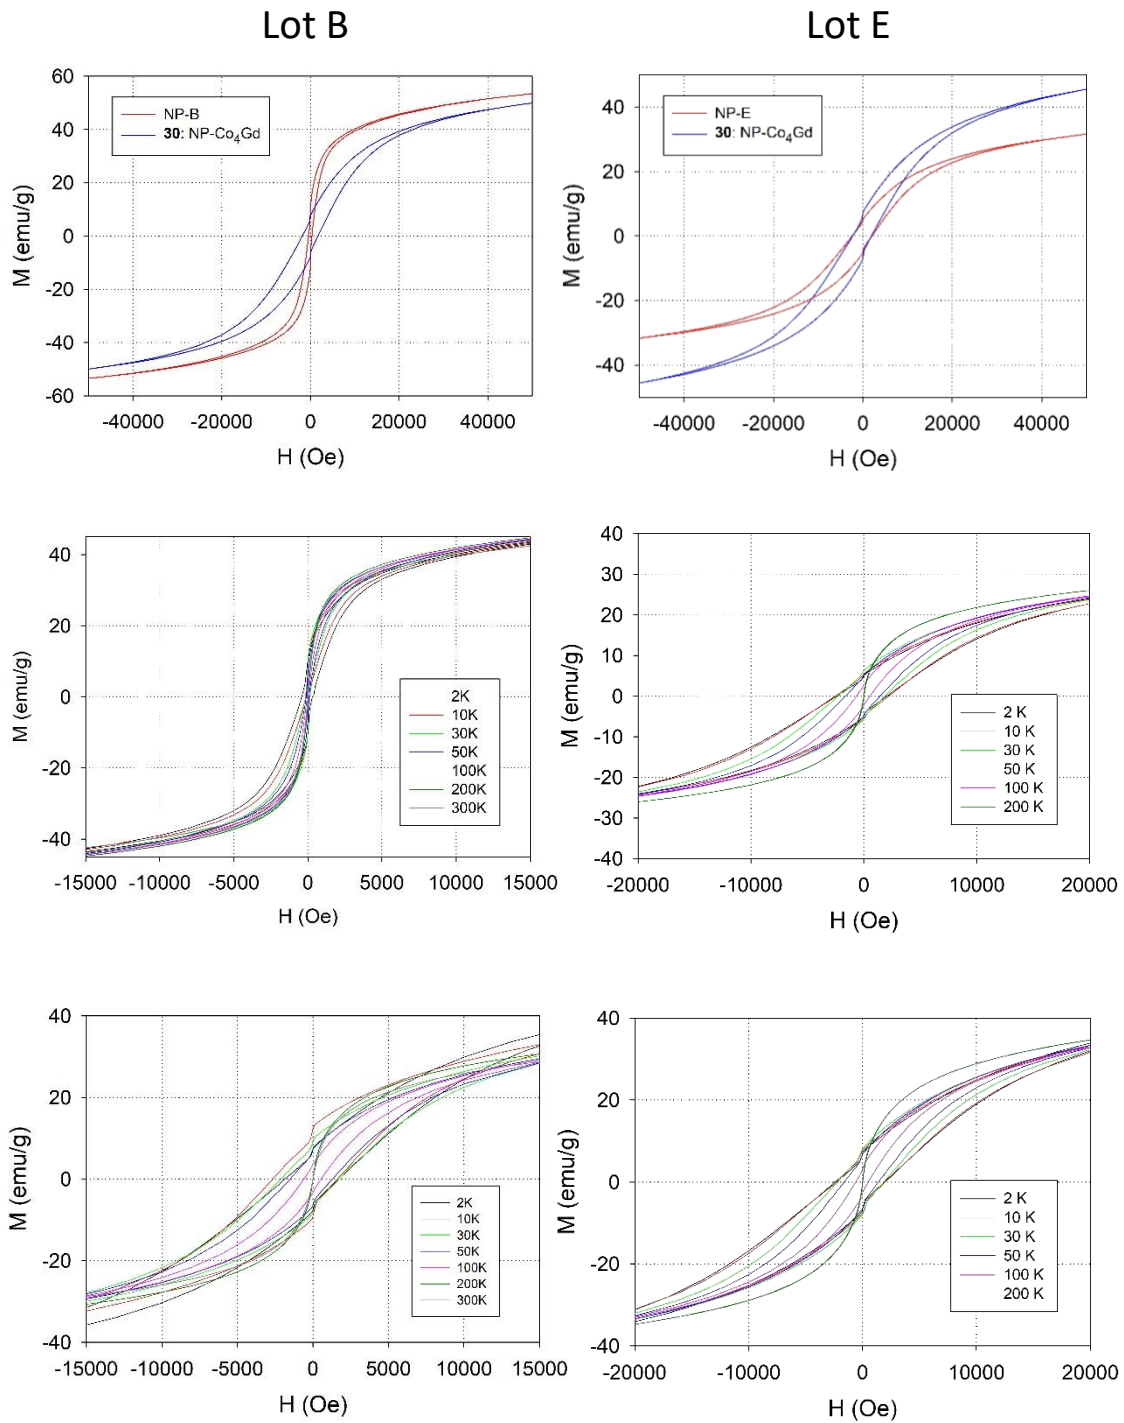 Lot B
Lot E
60
40
20
0
-20
-40
-60
M (emu/g)
NP-B
30: NP-Co₄Gd
-40000 -20000 0 20000 40000
H (Oe)
40
20
0
-20
-40
M (emu/g)
NP-E
30: NP-Co₄Gd
-40000 -20000 0 20000 40000
H (Oe)
40
20
0
-20
-40
M (emu/g)
2K
10K
30K
50K
100K
200K
300K
-15000 -10000 -5000 0 5000 10000 15000
H (Oe)
40
30
20
10
0
-10
-20
-30
-40
M (emu/g)
2 K
10 K
30 K
50 K
100 K
200 K
-20000 -10000 0 10000 20000
H (Oe)
40
20
0
-20
-40
M (emu/g)
2K
10K
30K
50K
100K
200K
300K
-15000 -10000 -5000 0 5000 10000 15000
H (Oe)
40
20
0
-20
-40
M (emu/g)
2 K
10 K
30 K
50 K
100 K
200 K
-20000 -10000 0 10000 20000
H (Oe)